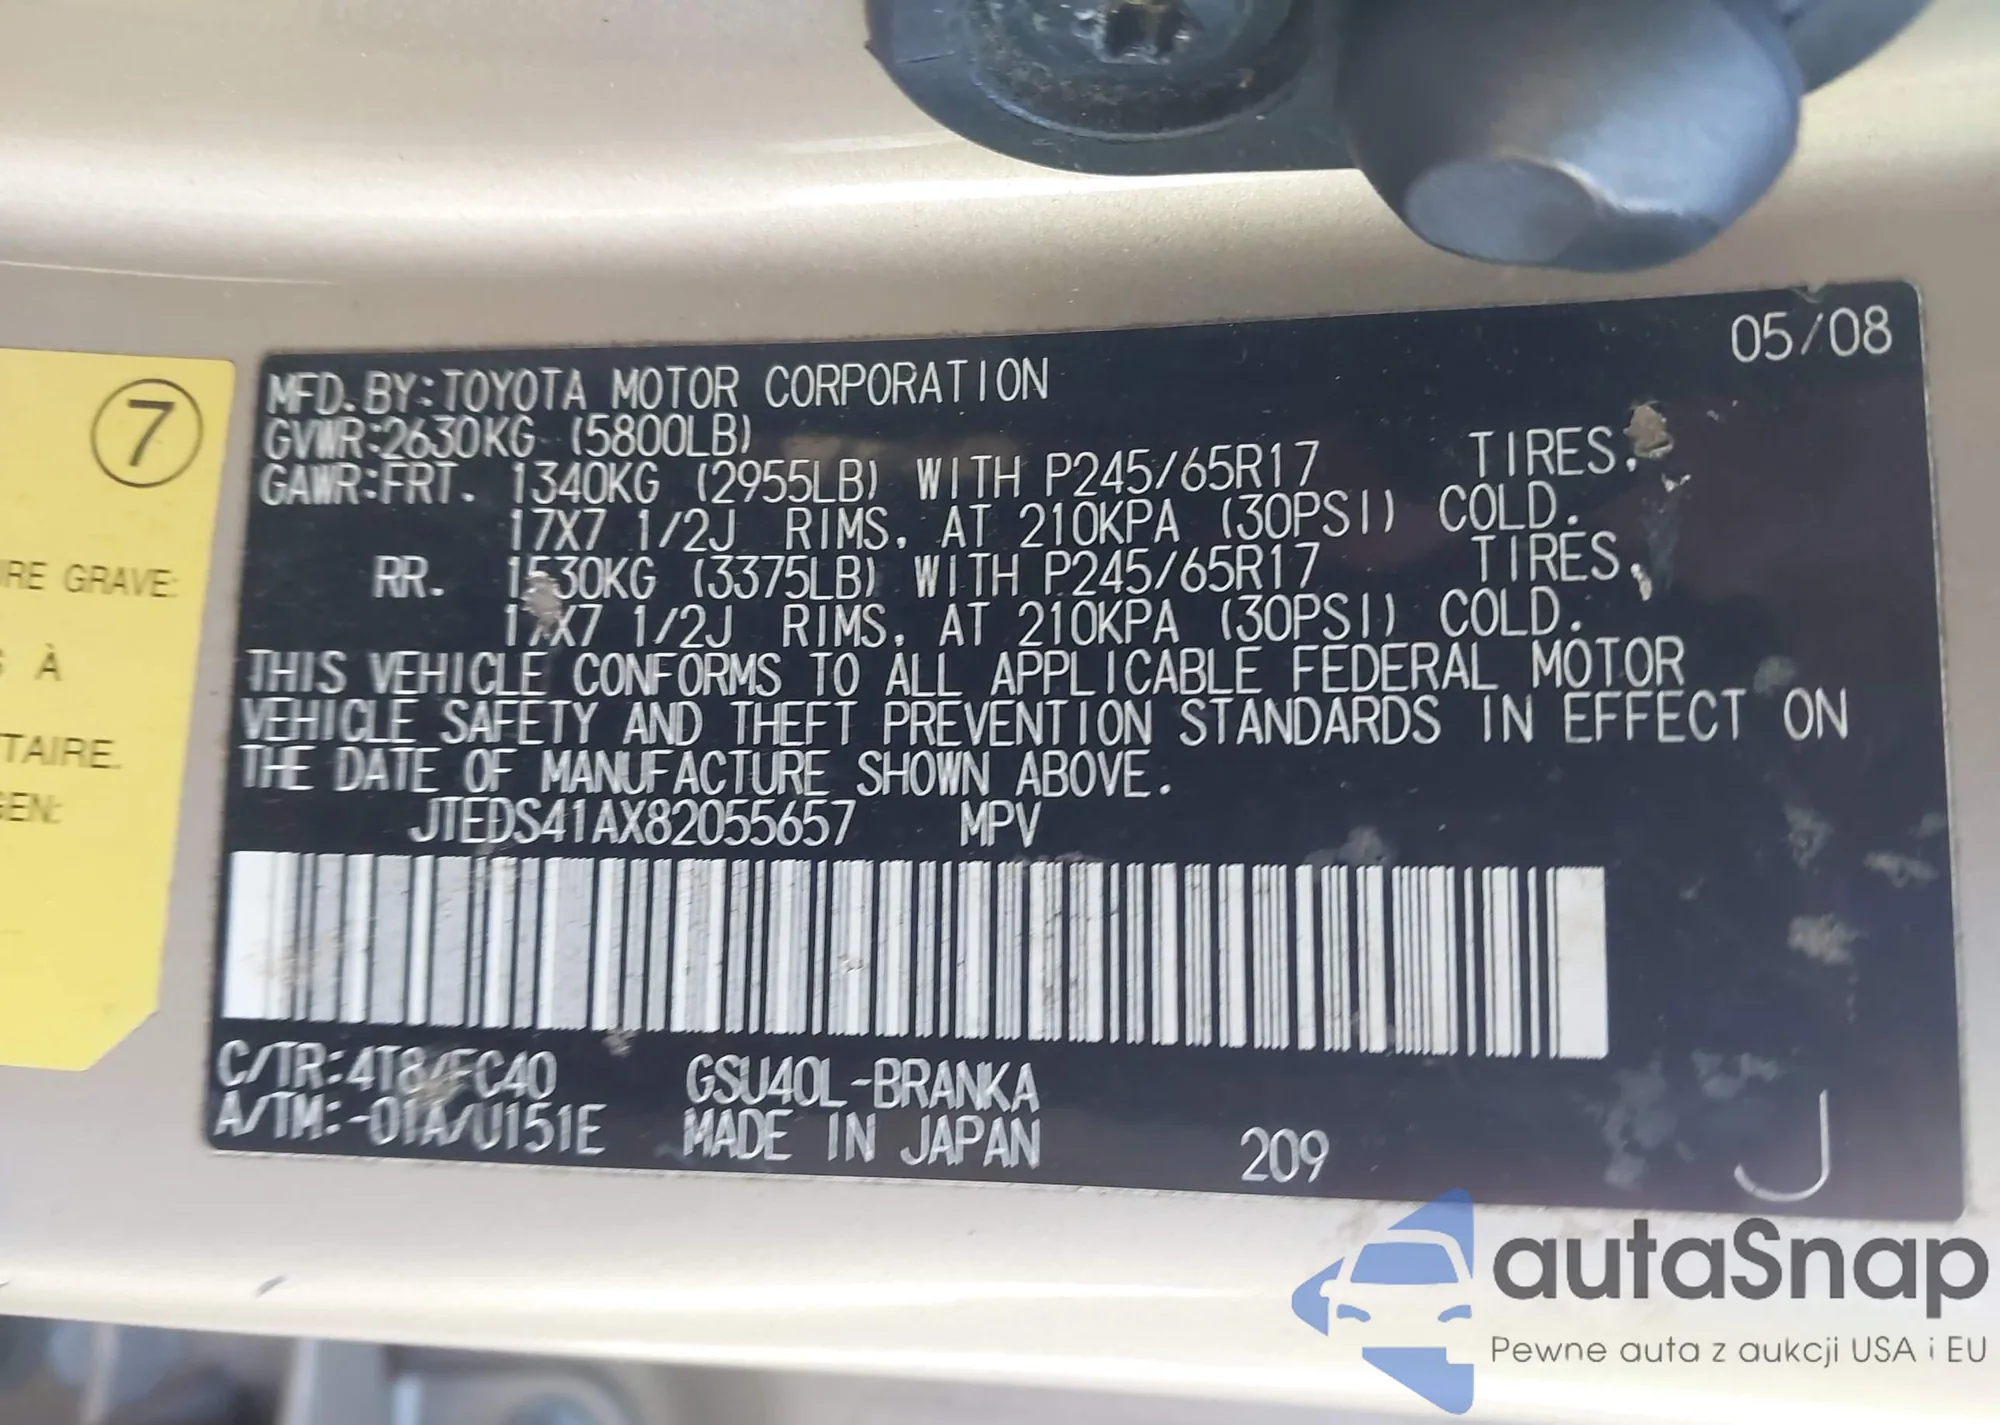 7
URE GRAVE:
S À
TAIRE.
GEN:
05/08
MFD. BY: TOYOTA MOTOR CORPORATION
GVWR:2630KG (5800LB)
GAWR:FRT. 1340KG (2955LB) WITH P245/65R17 TIRES,
17X7 1/2J RIMS, AT 210KPA (30PSI) COLD.
RR. 1530KG (3375LB) WITH P245/65R17 TIRES,
17X7 1/2J RIMS, AT 210KPA (30PSI) COLD.
THIS VEHICLE CONFORMS TO ALL APPLICABLE FEDERAL MOTOR
VEHICLE SAFETY AND THEFT PREVENTION STANDARDS IN EFFECT ON
THE DATE OF MANUFACTURE SHOWN ABOVE.
JTEDS41AX82055657 MPV
C/TR:4T8/FC40 GSU40L-BRANKA
A/TM:-01A/U151E MADE IN JAPAN 209 J
autaSnap
Pewne auta z aukcji USA i EU